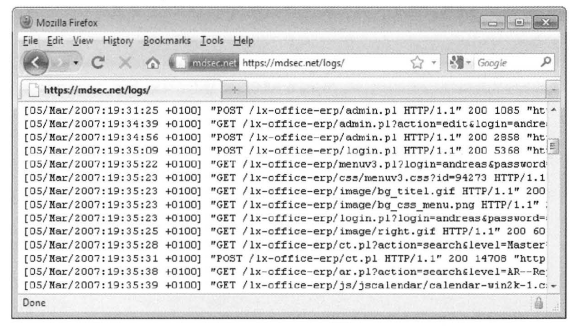 Mozilla Firefox
File Edit View History Bookmarks Tools Help
mdsec.net https://mdsec.net/logs/ Google
https://mdsec.net/logs/
[05/Mar/2007:19:31:25 +0100] "POST /lx-office-erp/admin.pl HTTP/1.1" 200 1085 "ht
[05/Mar/2007:19:34:39 +0100] "GET /lx-office-erp/admin.pl?action=edit&login=andre
[05/Mar/2007:19:34:56 +0100] "POST /lx-office-erp/admin.pl HTTP/1.1" 200 2858 "ht
[05/Mar/2007:19:35:09 +0100] "POST /lx-office-erp/login.pl HTTP/1.1" 200 5368 "ht
[05/Mar/2007:19:35:22 +0100] "GET /lx-office-erp/menuv3.pl?login=andreas&password
[05/Mar/2007:19:35:23 +0100] "GET /lx-office-erp/css/menuv3.css?id=94273 HTTP/1.1
[05/Mar/2007:19:35:23 +0100] "GET /lx-office-erp/image/bg_titel.gif HTTP/1.1" 200
[05/Mar/2007:19:35:23 +0100] "GET /lx-office-erp/image/bg_css_menu.png HTTP/1.1"
[05/Mar/2007:19:35:23 +0100] "GET /lx-office-erp/login.pl?login=andreas&password=
[05/Mar/2007:19:35:25 +0100] "GET /lx-office-erp/image/right.gif HTTP/1.1" 200 60
[05/Mar/2007:19:35:28 +0100] "GET /lx-office-erp/ct.pl?action=search&level=Master
[05/Mar/2007:19:35:31 +0100] "POST /lx-office-erp/ct.pl HTTP/1.1" 200 14708 "http
[05/Mar/2007:19:35:38 +0100] "GET /lx-office-erp/ar.pl?action=search&level=AR--Re
[05/Mar/2007:19:35:39 +0100] "GET /lx-office-erp/js/jscalendar/calendar-win2k-1.c
Done